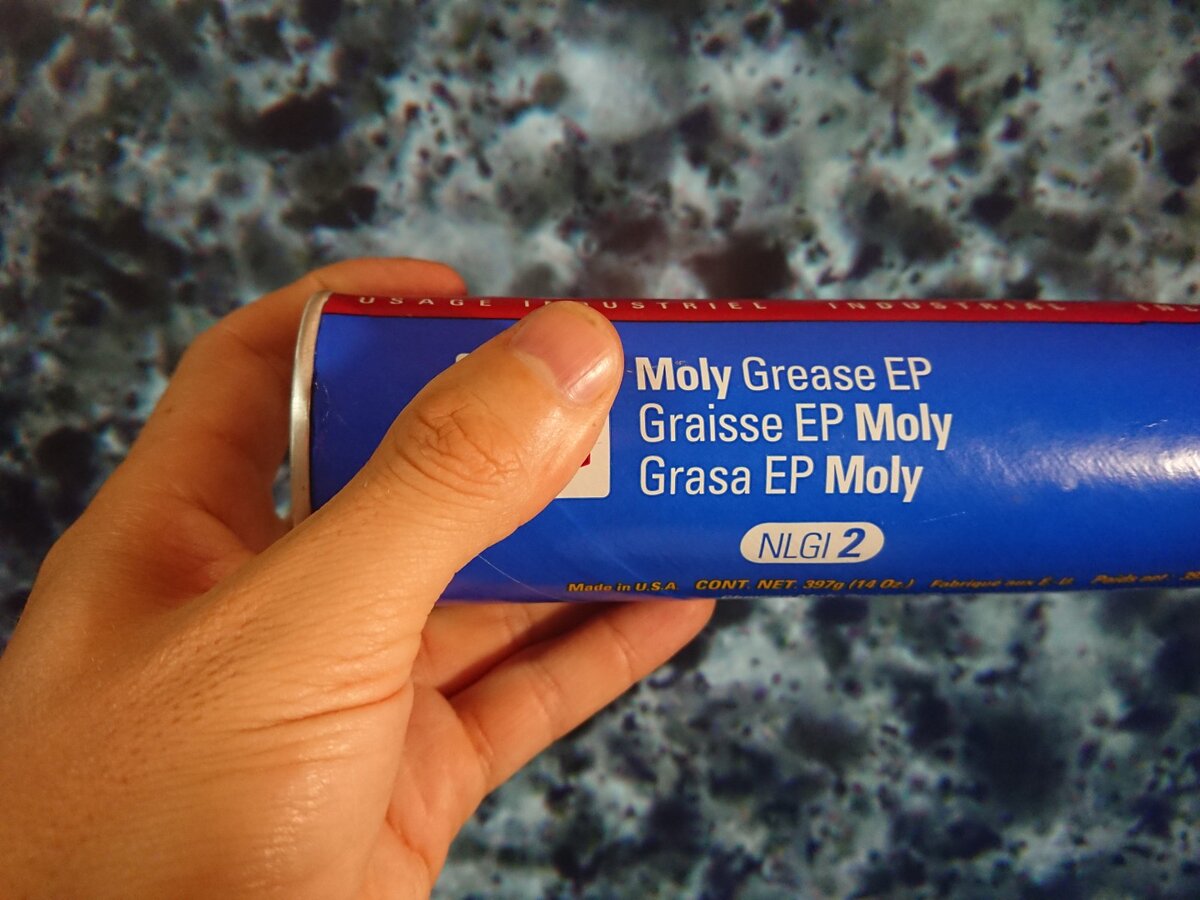 USAGE INDUSTRIEL INDUSTRIAL
Moly Grease EP
Graisse EP Moly
Grasa EP Moly
NLGI 2
Made in U.S.A. CONT. NET. 397g (14 Oz.) Fabriqué aux É. U. Poids net